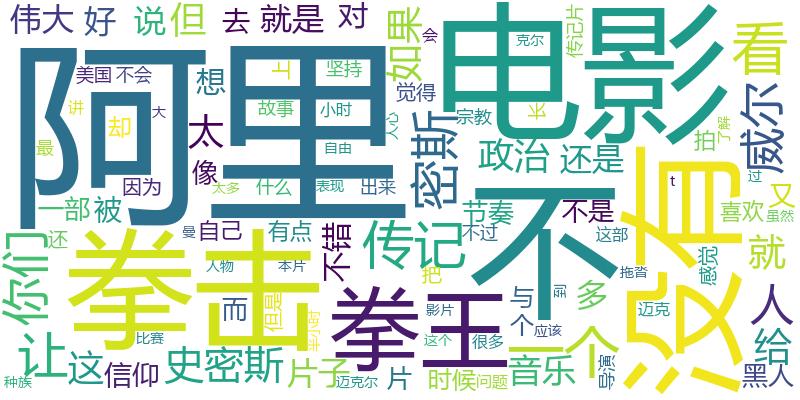 伟大
好
说
但
去
就是
对
如果
电影
看
阿里
美国
不会
想
上
坚持
觉得
克尔
传记片
会
讲
却
大
太
故事
小时
人心
宗教
长
密斯
威尔
拍
了解
最
因为
像
太多
什么
自由
表现
出来
政治
还是
不
没有
t
过
一部
被
还
曼
自己
有点
不错
传记
节奏
不过
不是
这部
喜欢
又
虽然
你们
拳击
人物
本片
把
感觉
拖沓
就
而
但是
半小时
拳王
影片
与
个
到
多
迈克
人
给
让
这
信仰
比赛
史密斯
片子
迈克尔
片
这个
很多
时候
问题
应该
一个
音乐
导演
黑人
种族